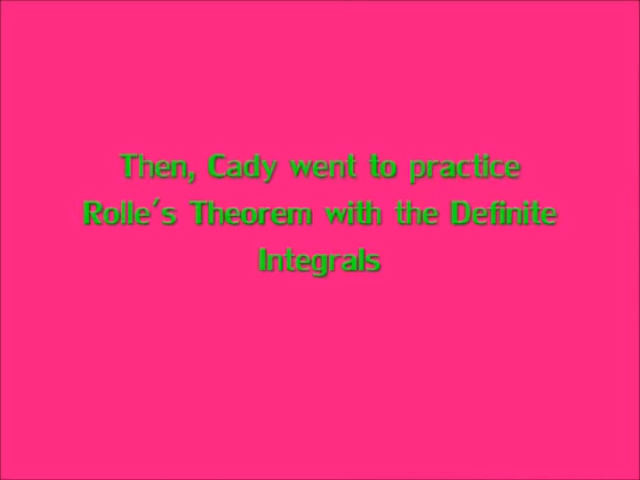 Then, Cady went to practice
Rolle's Theorem with the Definite
Integrals